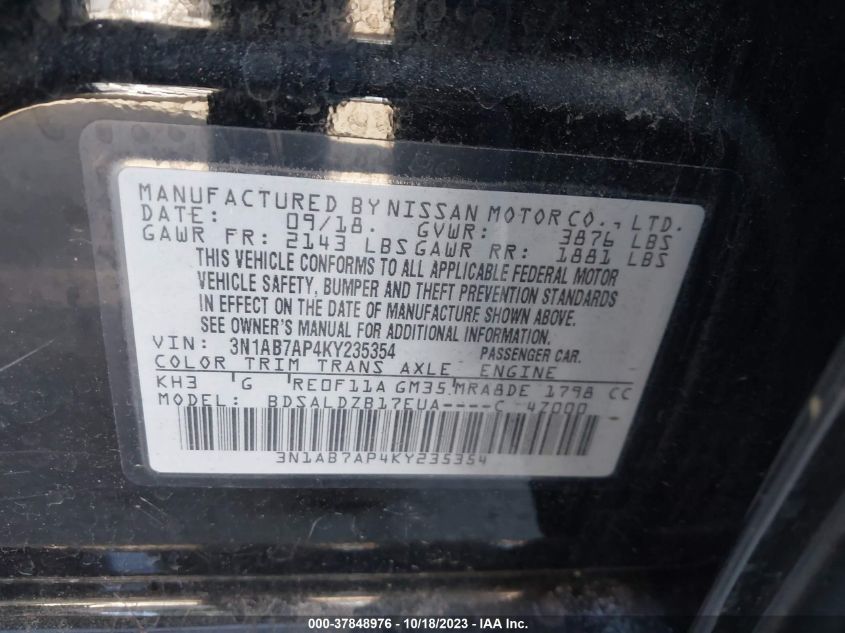 MANUFACTURED BY NISSAN MOTOR CO., LTD.
DATE: 09/18. GVWR: 3876 LBS
GAWR FR: 2143 LBS GAWR RR: 1881 LBS
THIS VEHICLE CONFORMS TO ALL APPLICABLE FEDERAL MOTOR
VEHICLE SAFETY, BUMPER AND THEFT PREVENTION STANDARDS
IN EFFECT ON THE DATE OF MANUFACTURE SHOWN ABOVE.
SEE OWNER'S MANUAL FOR ADDITIONAL INFORMATION.
VIN: 3N1AB7AP4KY235354 PASSENGER CAR.
COLOR TRIM TRANS AXLE ENGINE
KH3 G RE0F11A GM35 MRA8DE 1798 CC
MODEL: BDSALDZB17EUA----C 4Z000
3N1AB7AP4KY235354
000-37848976 - 10/18/2023 - IAA Inc.